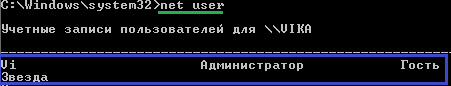 C:\Windows\system32>net user
Учетные записи пользователей для \\VIKA
-------------------------------------------------------------------------------
Vi Администратор Гость
Звезда